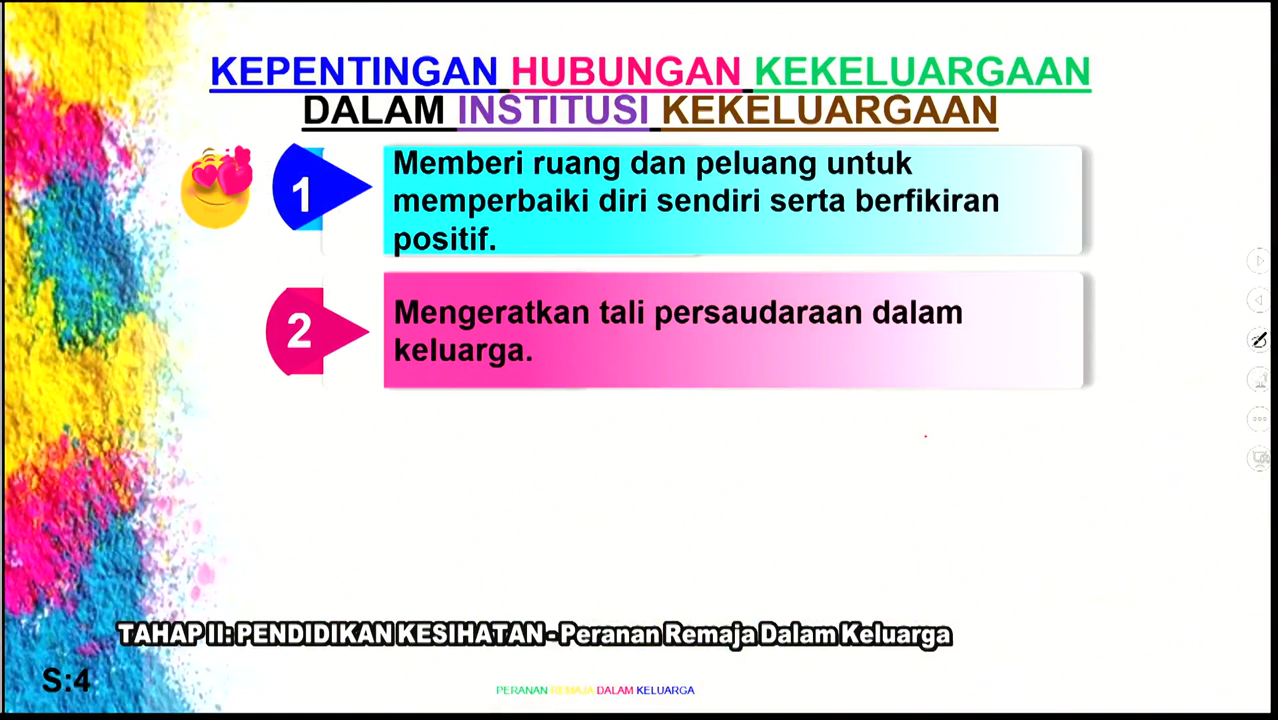 KEPENTINGAN HUBUNGAN KEKELUARGAAN
DALAM INSTITUSI KEKELUARGAAN
1
Memberi ruang dan peluang untuk
memperbaiki diri sendiri serta berfikiran
positif.
2
Mengeratkan tali persaudaraan dalam
keluarga.
TAHAP II: PENDIDIKAN KESIHATAN - Peranan Remaja Dalam Keluarga
S:4
PERANAN REMAJA DALAM KELUARGA